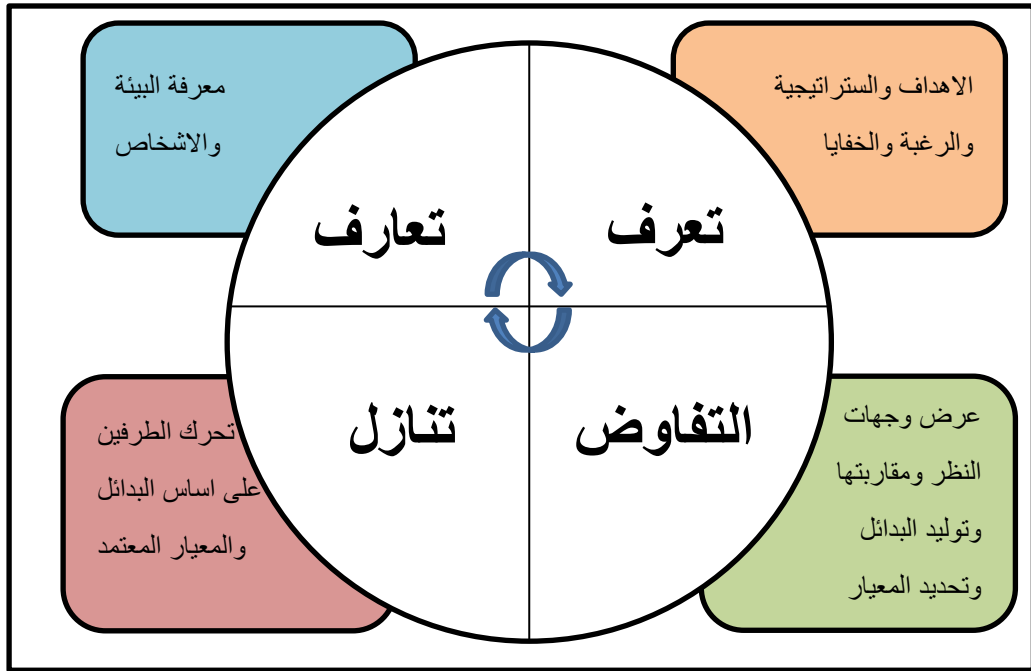 الاهداف والستراتيجية
والرغبة والخفايا
معرفة البيئة
والاشخاص
تعرف
تعارف
التفاوض
تنازل
عرض وجهات
النظر ومقاربتها
وتوليد البدائل
وتحديد المعيار
تحرك الطرفين
على اساس البدائل
والمعيار المعتمد